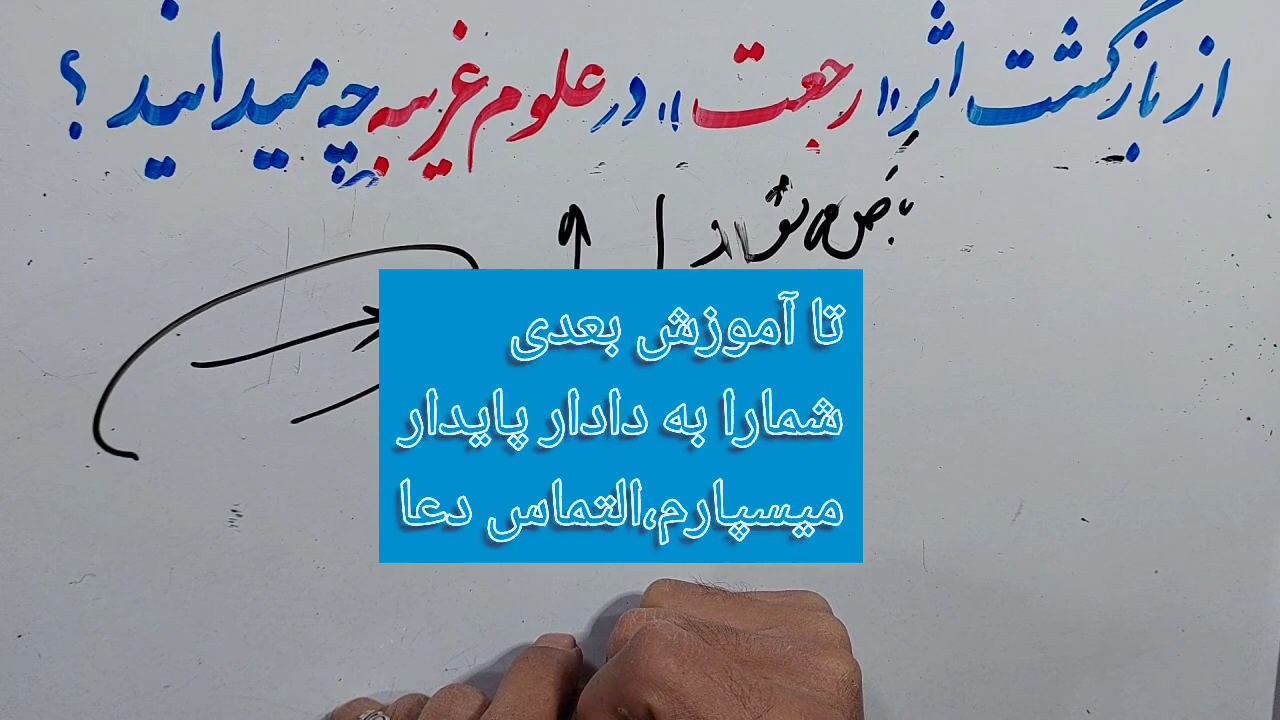 از بازگشت اثر «رجعت» در علوم غریبه چه میدانید ؟
تا آموزش بعدی
شمارا به دادار پایدار
میسپارم،التماس دعا